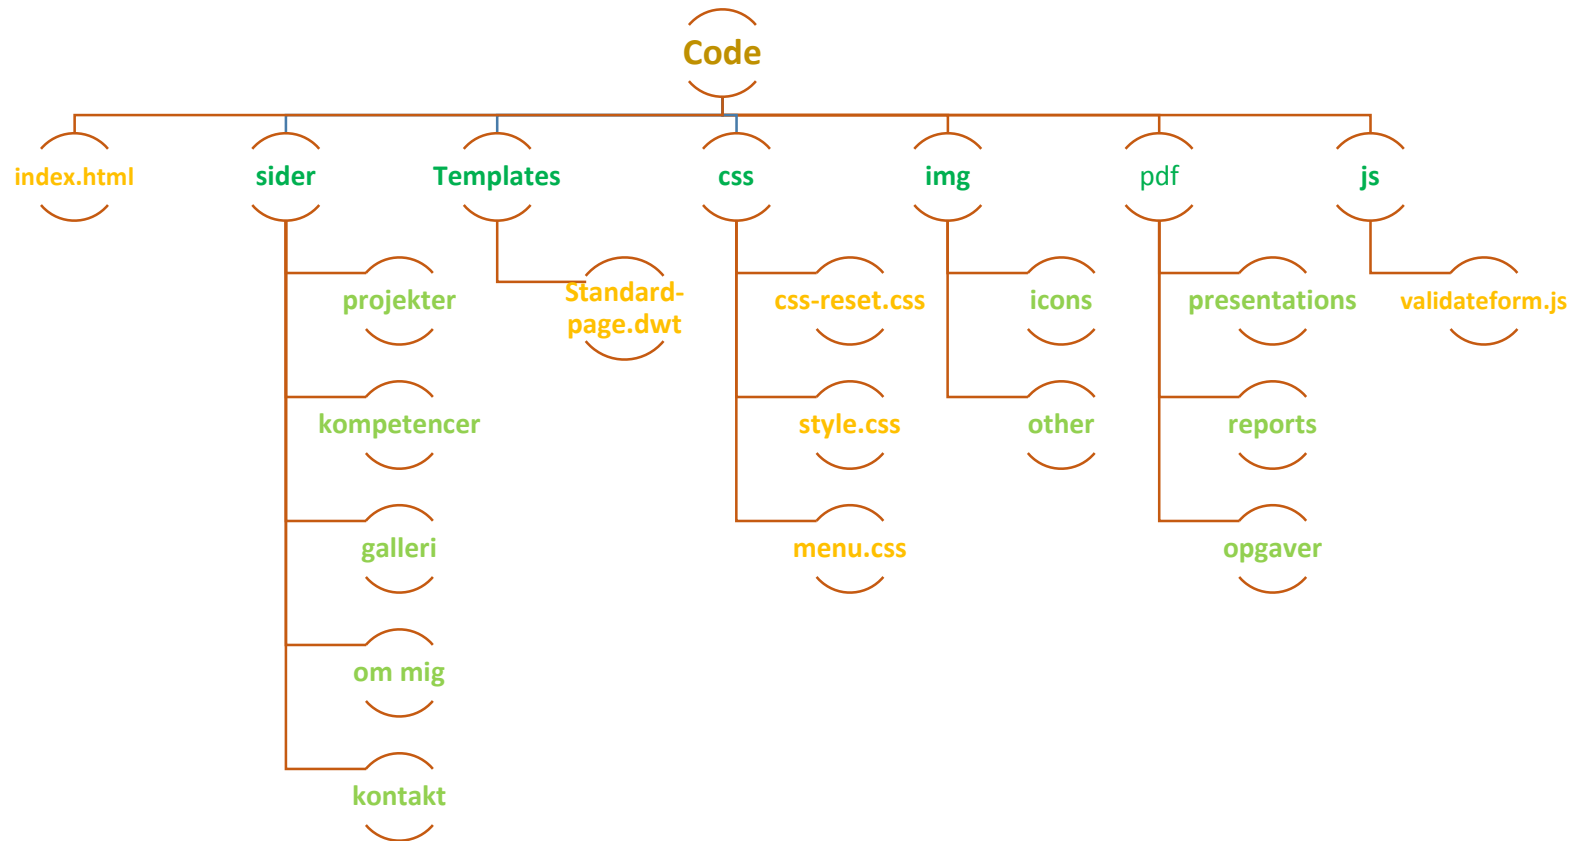 Code
index.html
sider
Templates
css
img
pdf
js
projekter
kompetencer
galleri
om mig
kontakt
Standard-
page.dwt
css-reset.css
style.css
menu.css
icons
other
presentations
reports
opgaver
validateform.js